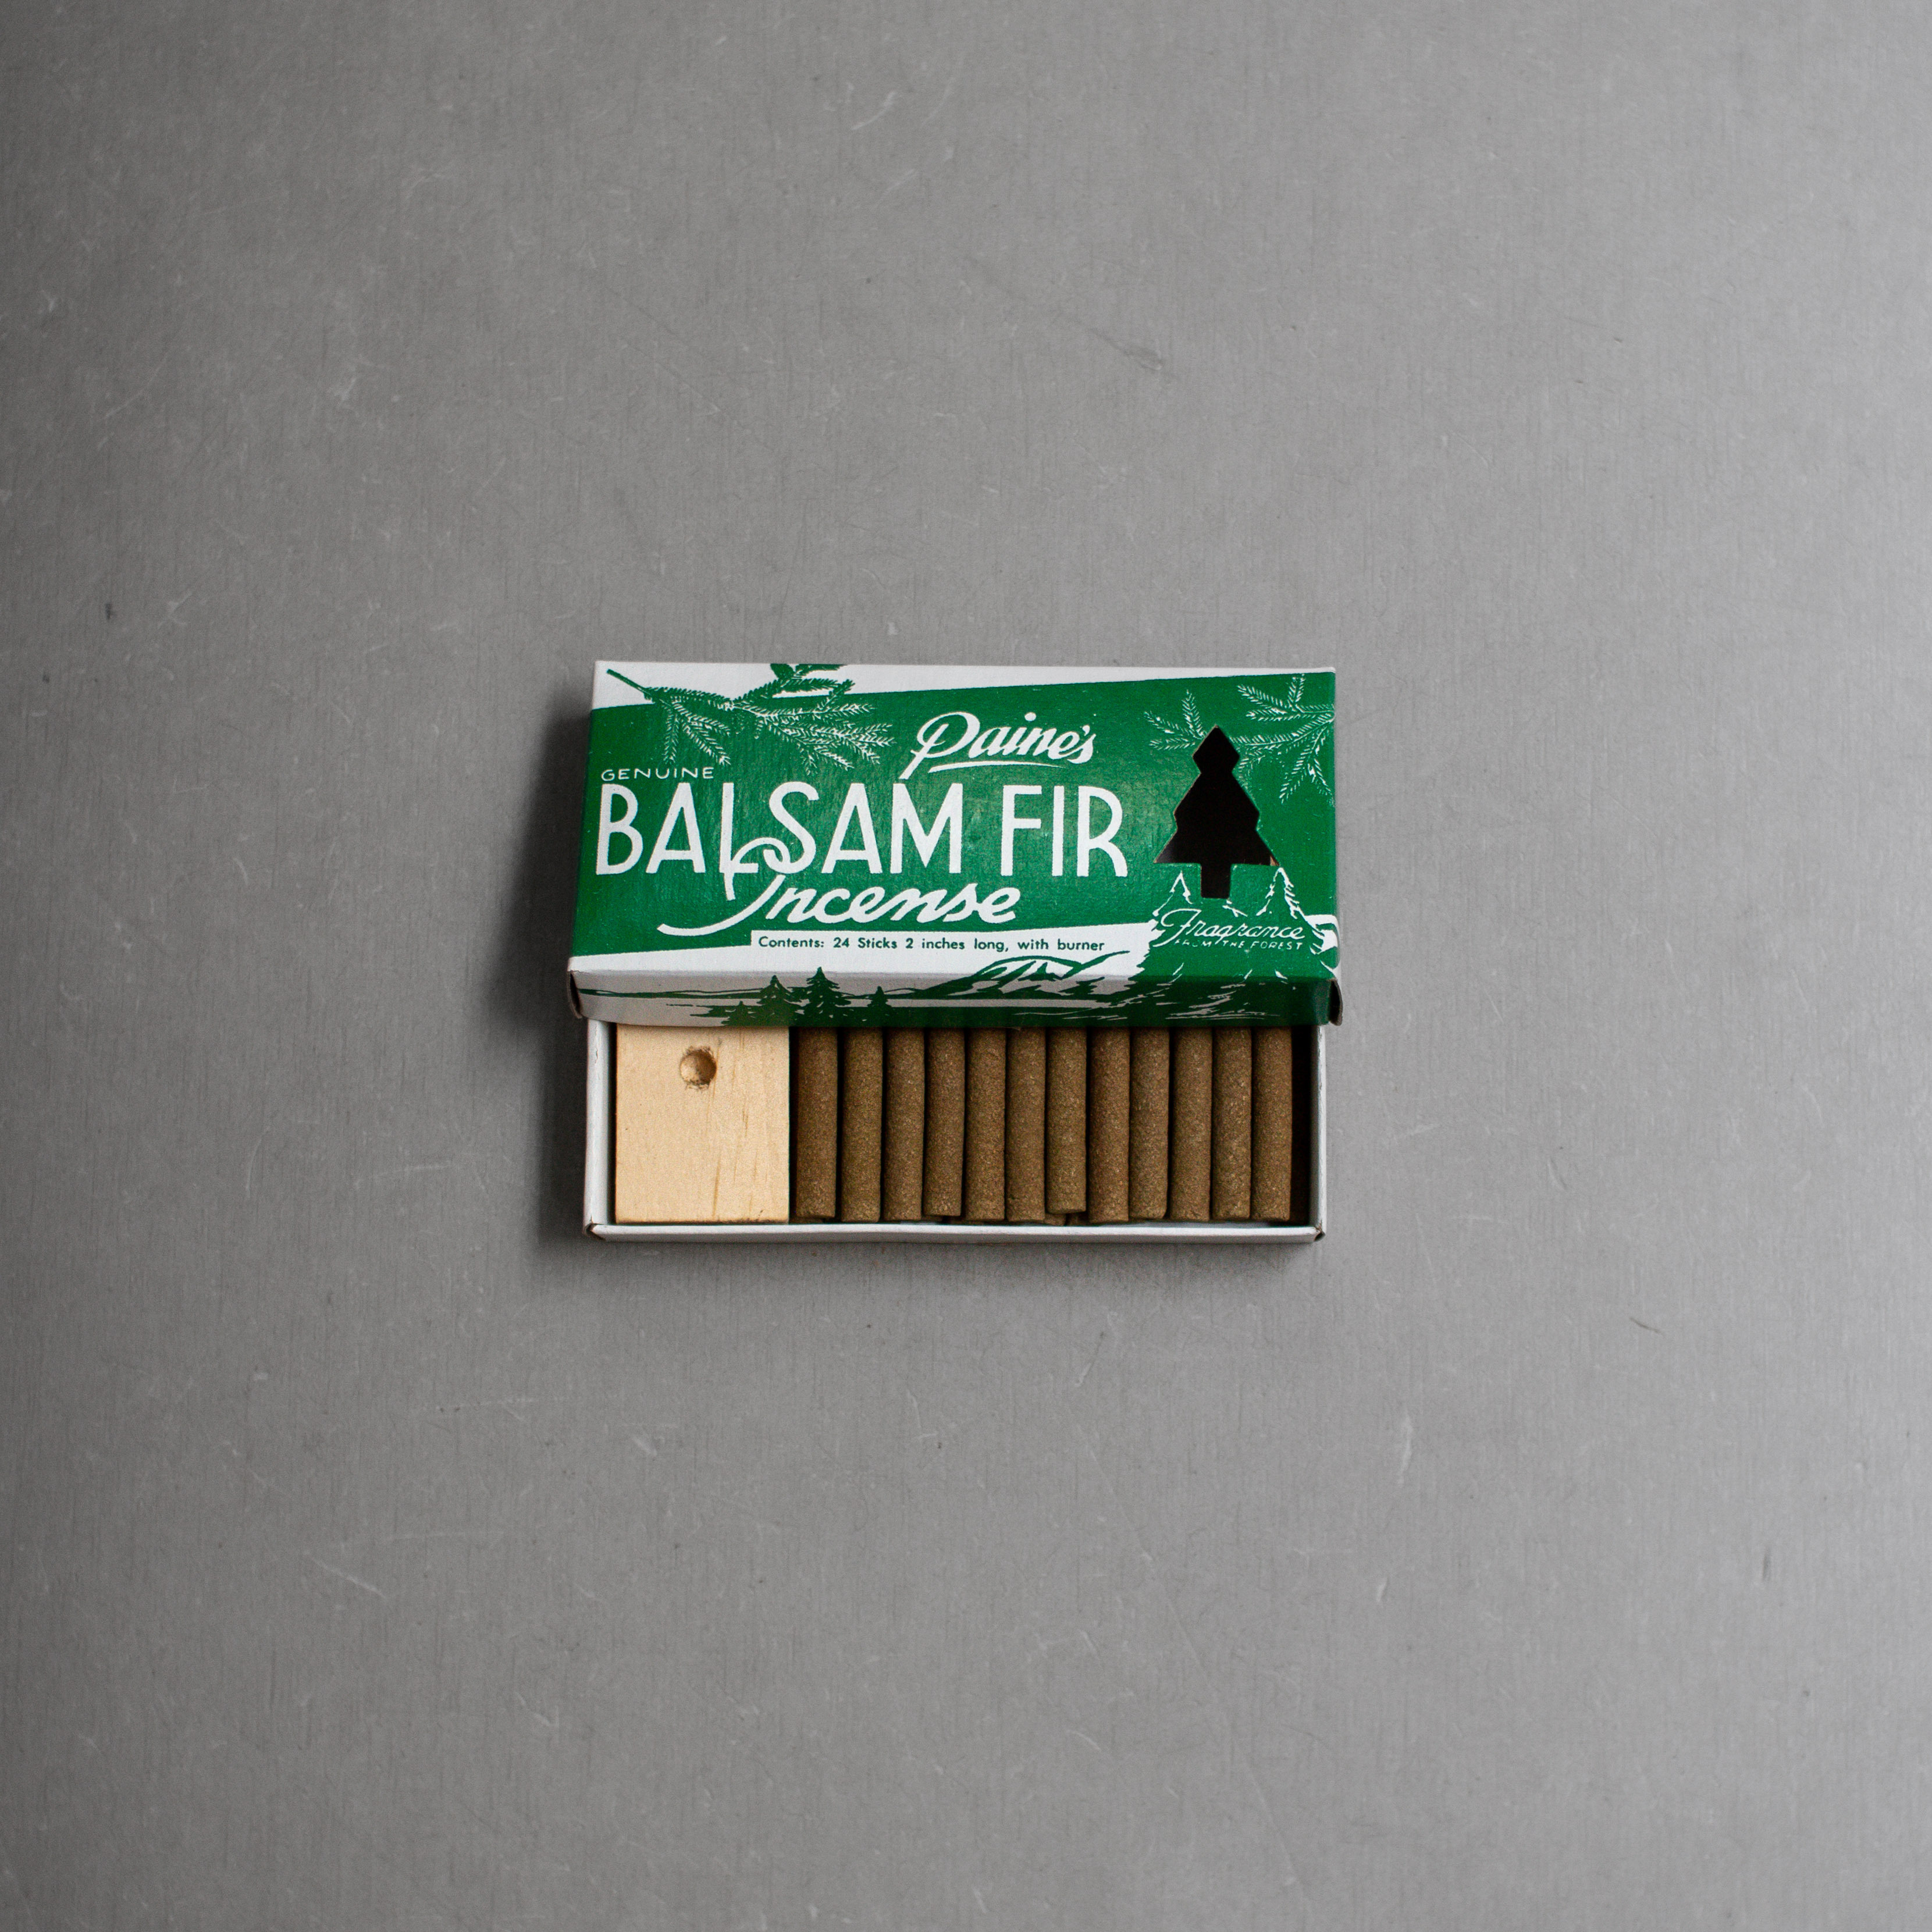 Paine's
GENUINE
BALSAM FIR
Incense
Contents: 24 Sticks 2 inches long, with burner
Fragrance
FROM THE FOREST